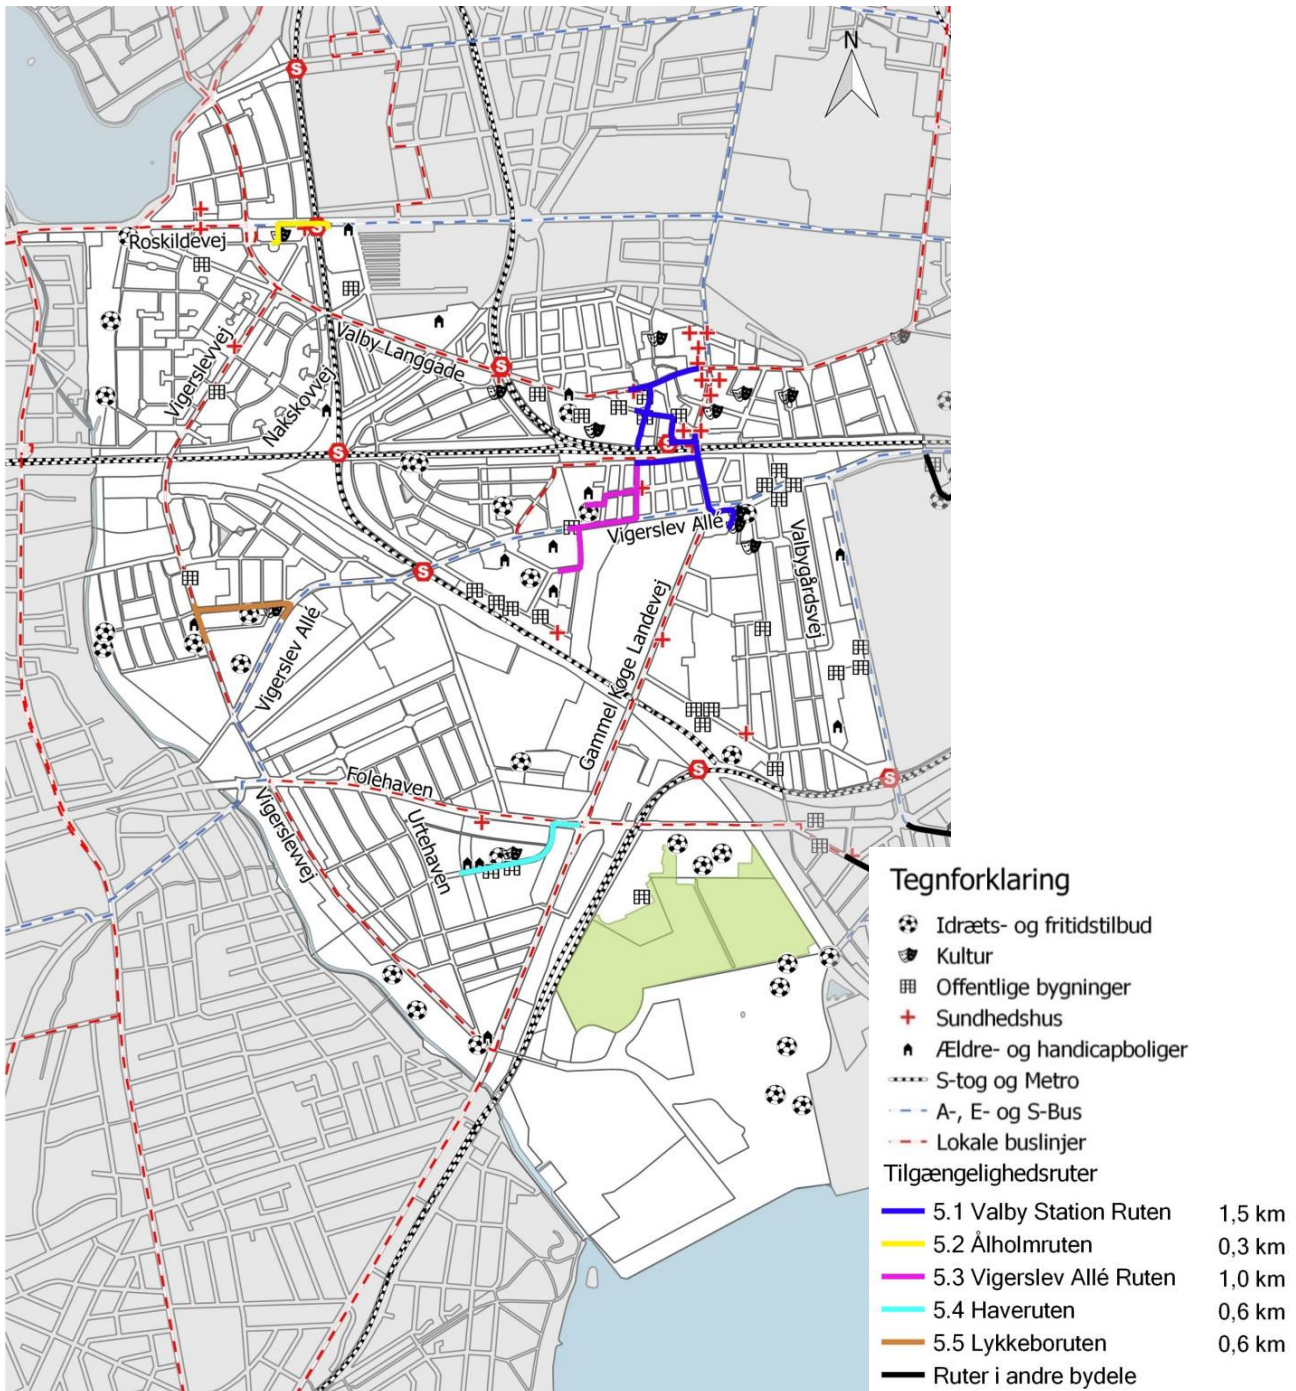 N
S
Roskildevej
Valby Langgade
S
Vigerslevvej
Nakskovvej
S
S
S
S
Vigerslev Allé
Valbygårdsvej
Vigerslev Allé
Gammel Køge Landevej
S
S
Folehaven
Vigerslevvej
Urtehaven
Tegnforklaring
Idræts- og fritidstilbud
Kultur
Offentlige bygninger
Sundhedshus
Ældre- og handicapboliger
S-tog og Metro
A-, E- og S-Bus
Lokale buslinjer
Tilgængelighedsruter
5.1 Valby Station Ruten 1,5 km
5.2 Ålholmruten 0,3 km
5.3 Vigerslev Allé Ruten 1,0 km
5.4 Haveruten 0,6 km
5.5 Lykkeboruten 0,6 km
Ruter i andre bydele